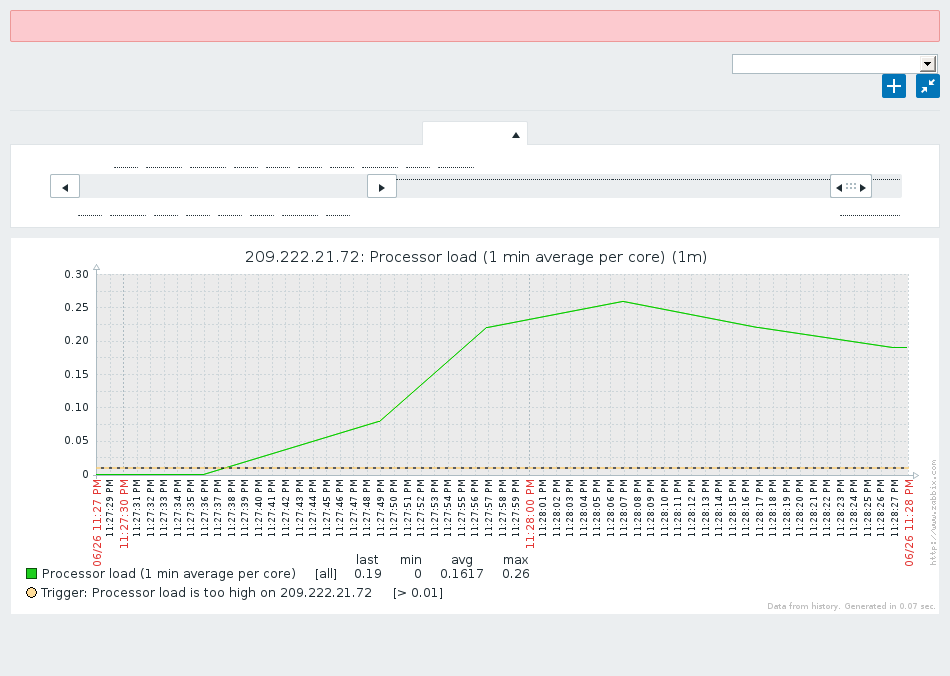 209.222.21.72: Processor load (1 min average per core) (1m)
0.30
0.25
0.20
0.15
0.10
0.05
0
06/26 11:27 PM
11:27:29 PM
11:27:30 PM
11:27:31 PM
11:27:32 PM
11:27:33 PM
11:27:34 PM
11:27:35 PM
11:27:36 PM
11:27:37 PM
11:27:38 PM
11:27:39 PM
11:27:40 PM
11:27:41 PM
11:27:42 PM
11:27:43 PM
11:27:44 PM
11:27:45 PM
11:27:46 PM
11:27:47 PM
11:27:48 PM
11:27:49 PM
11:27:50 PM
11:27:51 PM
11:27:52 PM
11:27:53 PM
11:27:54 PM
11:27:55 PM
11:27:56 PM
11:27:57 PM
11:27:58 PM
11:27:59 PM
11:28:00 PM
11:28:01 PM
11:28:02 PM
11:28:03 PM
11:28:04 PM
11:28:05 PM
11:28:06 PM
11:28:07 PM
11:28:08 PM
11:28:09 PM
11:28:10 PM
11:28:11 PM
11:28:12 PM
11:28:13 PM
11:28:14 PM
11:28:15 PM
11:28:16 PM
11:28:17 PM
11:28:18 PM
11:28:19 PM
11:28:20 PM
11:28:21 PM
11:28:22 PM
11:28:23 PM
11:28:24 PM
11:28:25 PM
11:28:26 PM
11:28:27 PM
06/26 11:28 PM
http://www.zabbix.com
last min avg max
Processor load (1 min average per core) [all] 0.19 0 0.1617 0.26
Trigger: Processor load is too high on 209.222.21.72 [> 0.01]
Data from history. Generated in 0.07 sec.